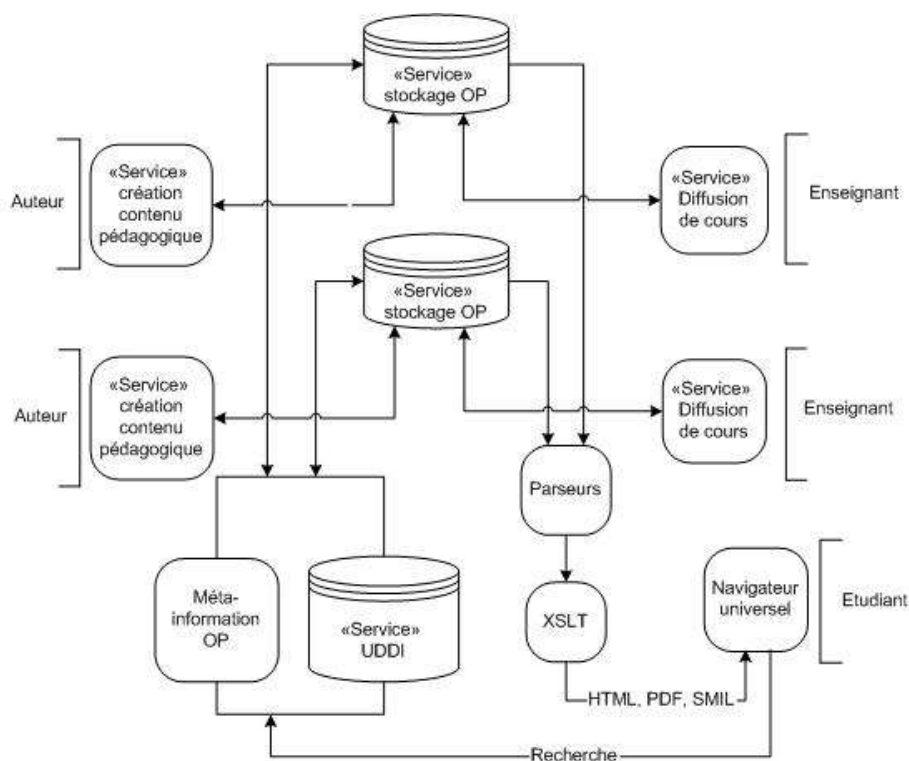 «Service»
stockage OP
Auteur
«Service»
création
contenu
pédagogique
«Service»
Diffusion
de cours
Enseignant
«Service»
stockage OP
Auteur
«Service»
création
contenu
pédagogique
«Service»
Diffusion
de cours
Enseignant
Parseurs
Méta-
information
OP
«Service»
UDDI
XSLT
Navigateur
universel
Etudiant
HTML, PDF, SMIL
Recherche